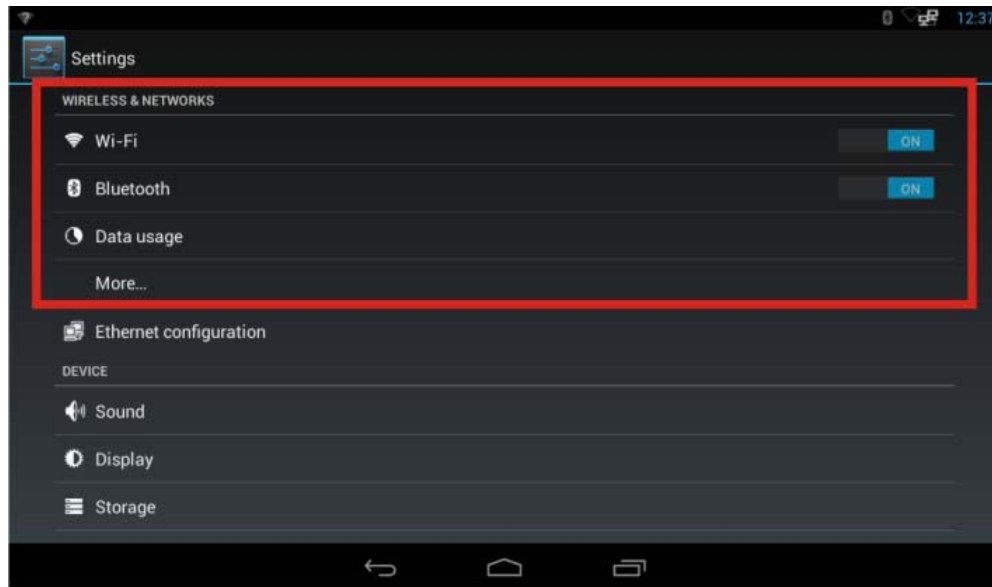 12:37
Settings
WIRELESS & NETWORKS
Wi-Fi ON
Bluetooth ON
Data usage
More...
Ethernet configuration
DEVICE
Sound
Display
Storage